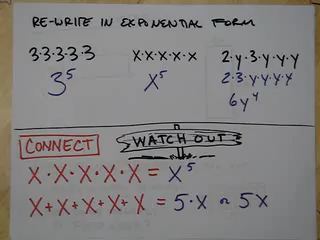 RE-WRITE IN EXPONENTIAL FORM
3·3·3·3·3
3⁵
X·X·X·X·X
X⁵
2·y·3·y·y·y
2·3·y·y·y·y
6y⁴
CONNECT
WATCH OUT
X·X·X·X·X = X⁵
X+X+X+X+X = 5·X or 5X